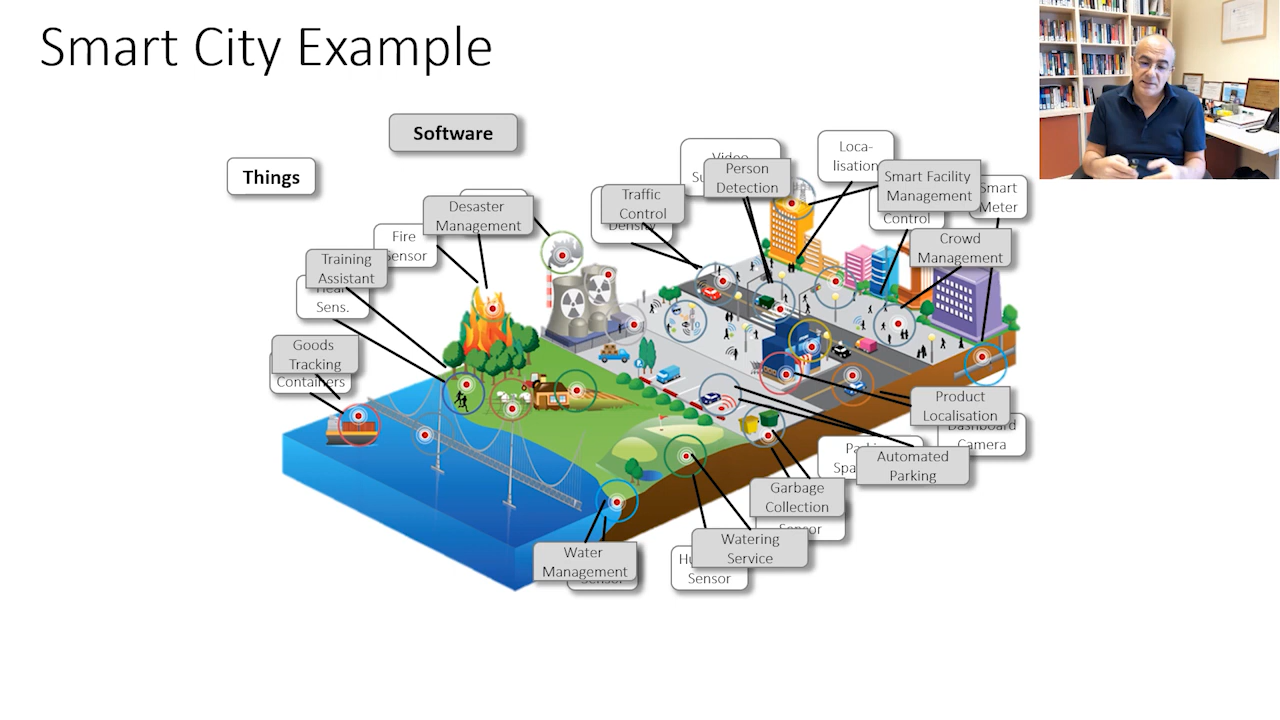 Smart City Example
Software
Things
Loca-
lisation
Person
Detection
Smart Facility
Management
Smart
Meter
Control
Traffic
Control
Desaster
Management
Fire
Crowd
Management
Training
Assistant
Sens.
Goods
Tracking
Containers
Product
Localisation
Camera
Automated
Parking
Garbage
Collection
Watering
Service
Sensor
Water
Management